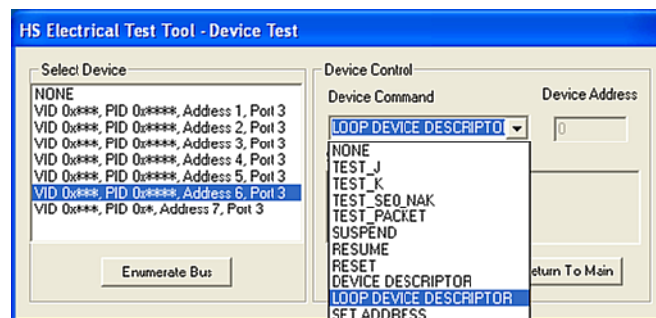 HS Electrical Test Tool - Device Test
Select Device
NONE
VID 0x***, PID 0x****, Address 1, Port 3
VID 0x***, PID 0x****, Address 2, Port 3
VID 0x***, PID 0x****, Address 3, Port 3
VID 0x***, PID 0x****, Address 4, Port 3
VID 0x***, PID 0x****, Address 5, Port 3
VID 0x***, PID 0x****, Address 6, Port 3
VID 0x***, PID 0x*, Address 7, Port 3
Enumerate Bus
Device Control
Device Command
Device Address
LOOP DEVICE DESCRIPTO
0
NONE
TEST_J
TEST_K
TEST_SE0_NAK
TEST_PACKET
SUSPEND
RESUME
RESET
DEVICE DESCRIPTOR
LOOP DEVICE DESCRIPTOR
SET ADDRESS
eturn To Main